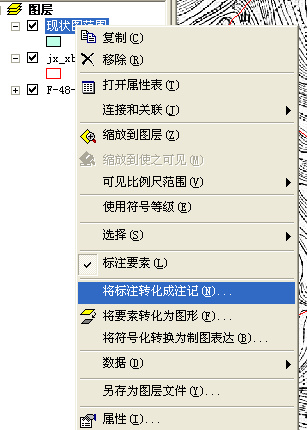 图层
现状图范围
jx_xb
F-48-
复制(C)
移除(R)
打开属性表(T)
连接和关联(T)
缩放到图层(Z)
缩放到使之可见(M)
可见比例尺范围(V)
使用符号等级(E)
选择(S)
标注要素(L)
将标注转化成注记(N)...
将要素转化为图形(F)...
将符号化转换为制图表达(B)...
数据(D)
另存为图层文件(Y)...
属性(I)...